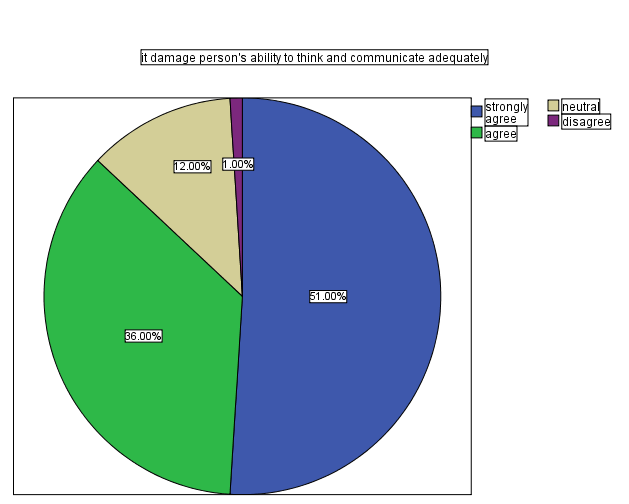 it damage person's ability to think and communicate adequately
strongly
agree
agree
neutral
disagree
12.00%
1.00%
51.00%
36.00%